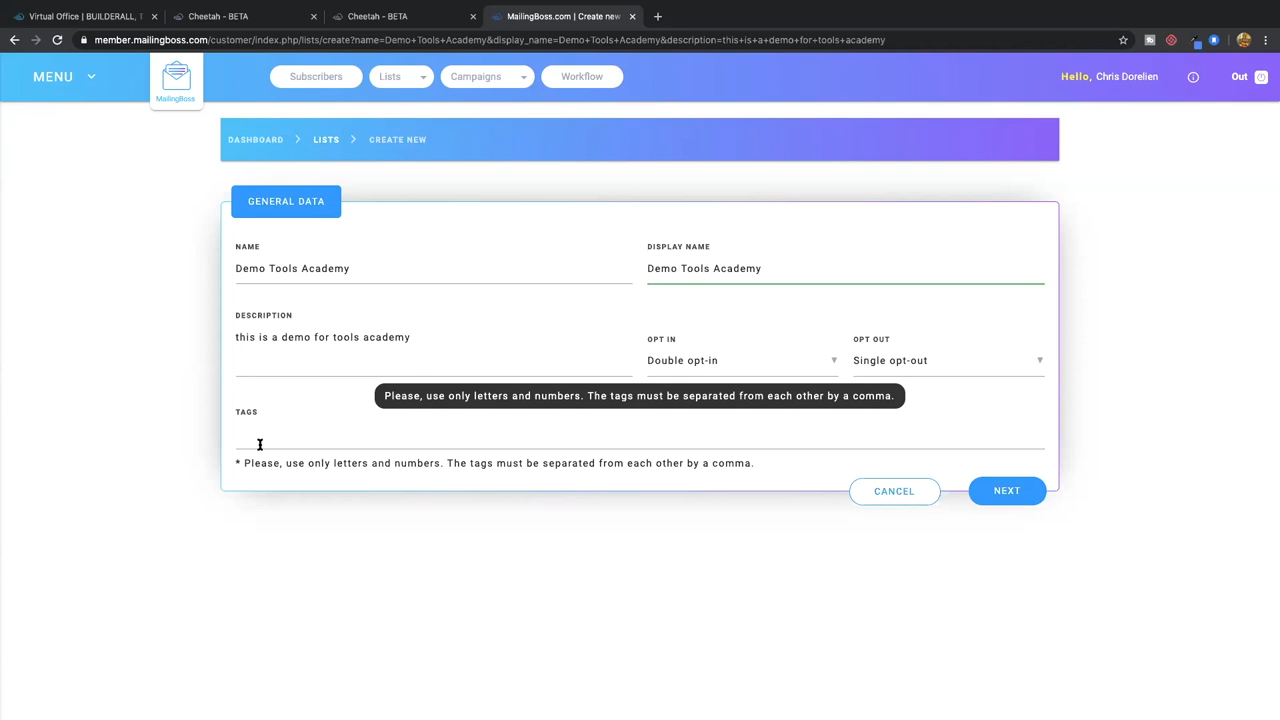 Virtual Office | BUILDERALL, T
Cheetah - BETA
Cheetah - BETA
MailingBoss.com | Create new
member.mailingboss.com/customer/index.php/lists/create?name=Demo+Tools+Academy&display_name=Demo+Tools+Academy&description=this+is+a+demo+for+tools+academy
MENU
MailingBoss
Subscribers
Lists
Campaigns
Workflow
Hello, Chris Dorelien
Out
DASHBOARD > LISTS > CREATE NEW
GENERAL DATA
NAME
DISPLAY NAME
Demo Tools Academy
Demo Tools Academy
DESCRIPTION
this is a demo for tools academy
OPT IN
OPT OUT
Double opt-in
Single opt-out
Please, use only letters and numbers. The tags must be separated from each other by a comma.
TAGS
* Please, use only letters and numbers. The tags must be separated from each other by a comma.
CANCEL
NEXT